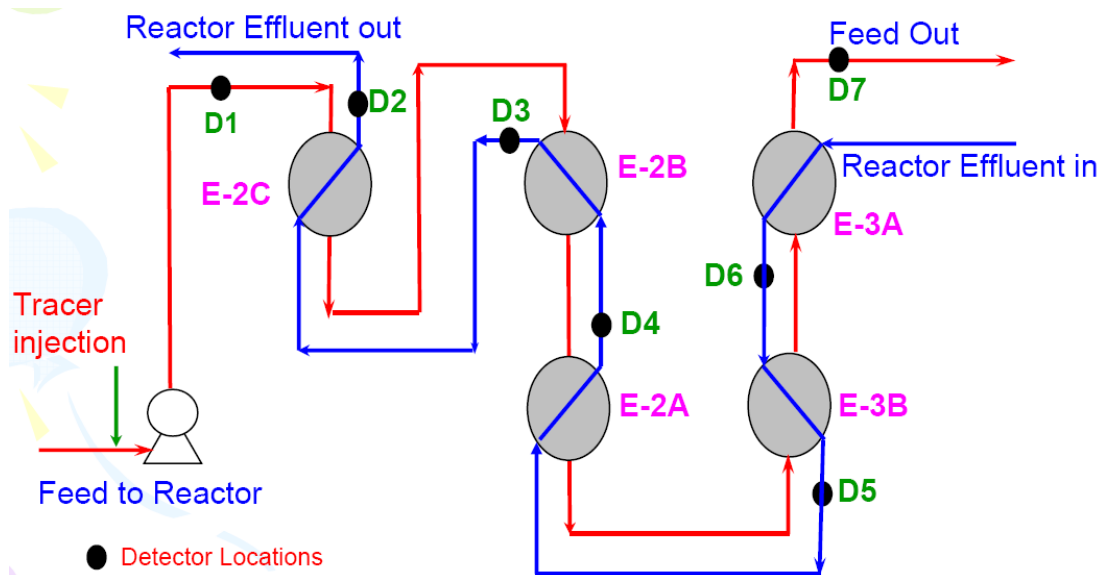 Reactor Effluent out
Feed Out
D1
D2
D3
D7
E-2C
E-2B
Reactor Effluent in
E-3A
D6
Tracer
injection
D4
E-2A
E-3B
Feed to Reactor
D5
Detector Locations